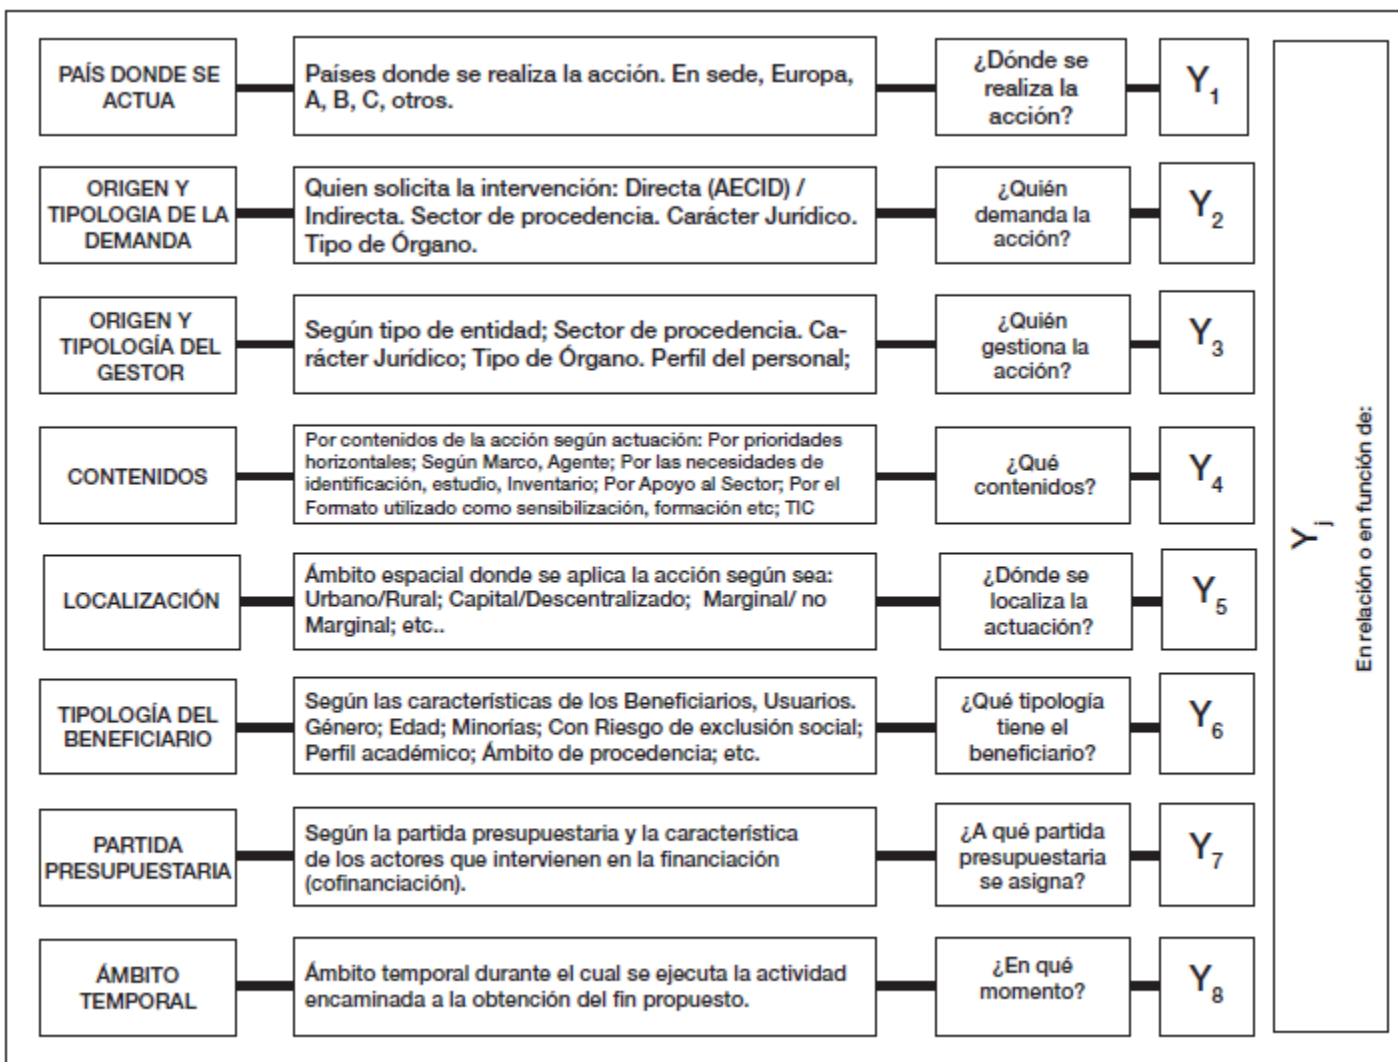 PAÍS DONDE SE
ACTUA
Países donde se realiza la acción. En sede, Europa,
A, B, C, otros.
¿Dónde se
realiza la
acción?
Y1
ORIGEN Y
TIPOLOGIA DE LA
DEMANDA
Quien solicita la intervención: Directa (AECID) /
Indirecta. Sector de procedencia. Carácter Jurídico.
Tipo de Órgano.
¿Quién
demanda la
acción?
Y2
ORIGEN Y
TIPOLOGÍA DEL
GESTOR
Según tipo de entidad; Sector de procedencia. Ca-
rácter Jurídico; Tipo de Órgano. Perfil del personal;
¿Quién
gestiona la
acción?
Y3
CONTENIDOS
Por contenidos de la acción según actuación: Por prioridades
horizontales; Según Marco, Agente; Por las necesidades de
identificación, estudio, Inventario; Por Apoyo al Sector; Por el
Formato utilizado como sensibilización, formación etc; TIC
¿Qué
contenidos?
Y4
LOCALIZACIÓN
Ámbito espacial donde se aplica la acción según sea:
Urbano/Rural; Capital/Descentralizado; Marginal/ no
Marginal; etc..
¿Dónde se
localiza la
actuación?
Y5
TIPOLOGÍA DEL
BENEFICIARIO
Según las características de los Beneficiarios, Usuarios.
Género; Edad; Minorías; Con Riesgo de exclusión social;
Perfil académico; Ámbito de procedencia; etc.
¿Qué tipología
tiene el
beneficiario?
Y6
PARTIDA
PRESUPUESTARIA
Según la partida presupuestaria y la característica
de los actores que intervienen en la financiación
(cofinanciación).
¿A qué partida
presupuestaria
se asigna?
Y7
ÁMBITO
TEMPORAL
Ámbito temporal durante el cual se ejecuta la actividad
encaminada a la obtención del fin propuesto.
¿En qué
momento?
Y8
Yj
En relación o en función de: